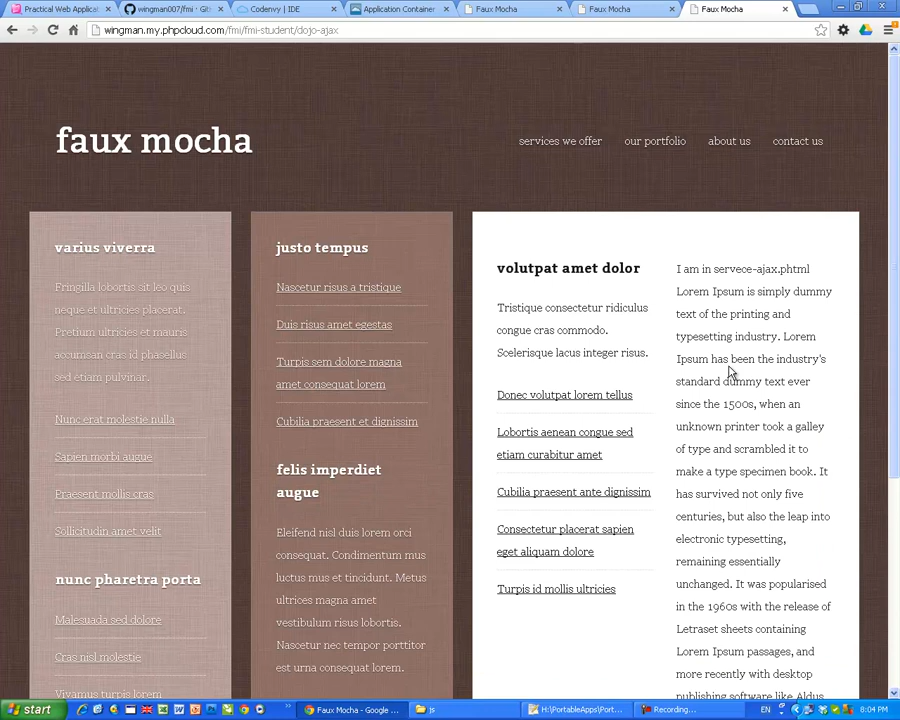 Practical Web Applica
wingman007/fmi · Git
Codenvy | IDE
Application Container
Faux Mocha
Faux Mocha
Faux Mocha
wingman.my.phpcloud.com/fmi/fmi-student/dojo-ajax
faux mocha
services we offer
our portfolio
about us
contact us
varius viverra
Fringilla lobortis sit leo quis
neque et ultricies placerat.
Pretium ultricies et mauris
accumsan cras id phasellus
sed etiam pulvinar.
Nunc erat molestie nulla
Sapien morbi augue
Praesent mollis cras
Sollicitudin amet velit
nunc pharetra porta
Malesuada sed dolore
Cras nisl molestie
Vivamus turpis lorem
justo tempus
Nascetur risus a tristique
Duis risus amet egestas
Turpis sem dolore magna
amet consequat lorem
Cubilia praesent et dignissim
felis imperdiet
augue
Eleifend nisl duis lorem orci
consequat. Condimentum mus
luctus mus et tincidunt. Metus
ultrices magna amet
vestibulum risus lobortis.
Nascetur nec tempor porttitor
est urna consequat lorem.
volutpat amet dolor
Tristique consectetur ridiculus
congue cras commodo.
Scelerisque lacus integer risus.
Donec volutpat lorem tellus
Lobortis aenean congue sed
etiam curabitur amet
Cubilia praesent ante dignissim
Consectetur placerat sapien
eget aliquam dolore
Turpis id mollis ultricies
I am in servece-ajax.phtml
Lorem Ipsum is simply dummy
text of the printing and
typesetting industry. Lorem
Ipsum has been the industry's
standard dummy text ever
since the 1500s, when an
unknown printer took a galley
of type and scrambled it to
make a type specimen book. It
has survived not only five
centuries, but also the leap into
electronic typesetting,
remaining essentially
unchanged. It was popularised
in the 1960s with the release of
Letraset sheets containing
Lorem Ipsum passages, and
more recently with desktop
publishing software like Aldus
start
Faux Mocha - Google ...
js
H:\PortableApps\Port...
Recording...
EN
8:04 PM